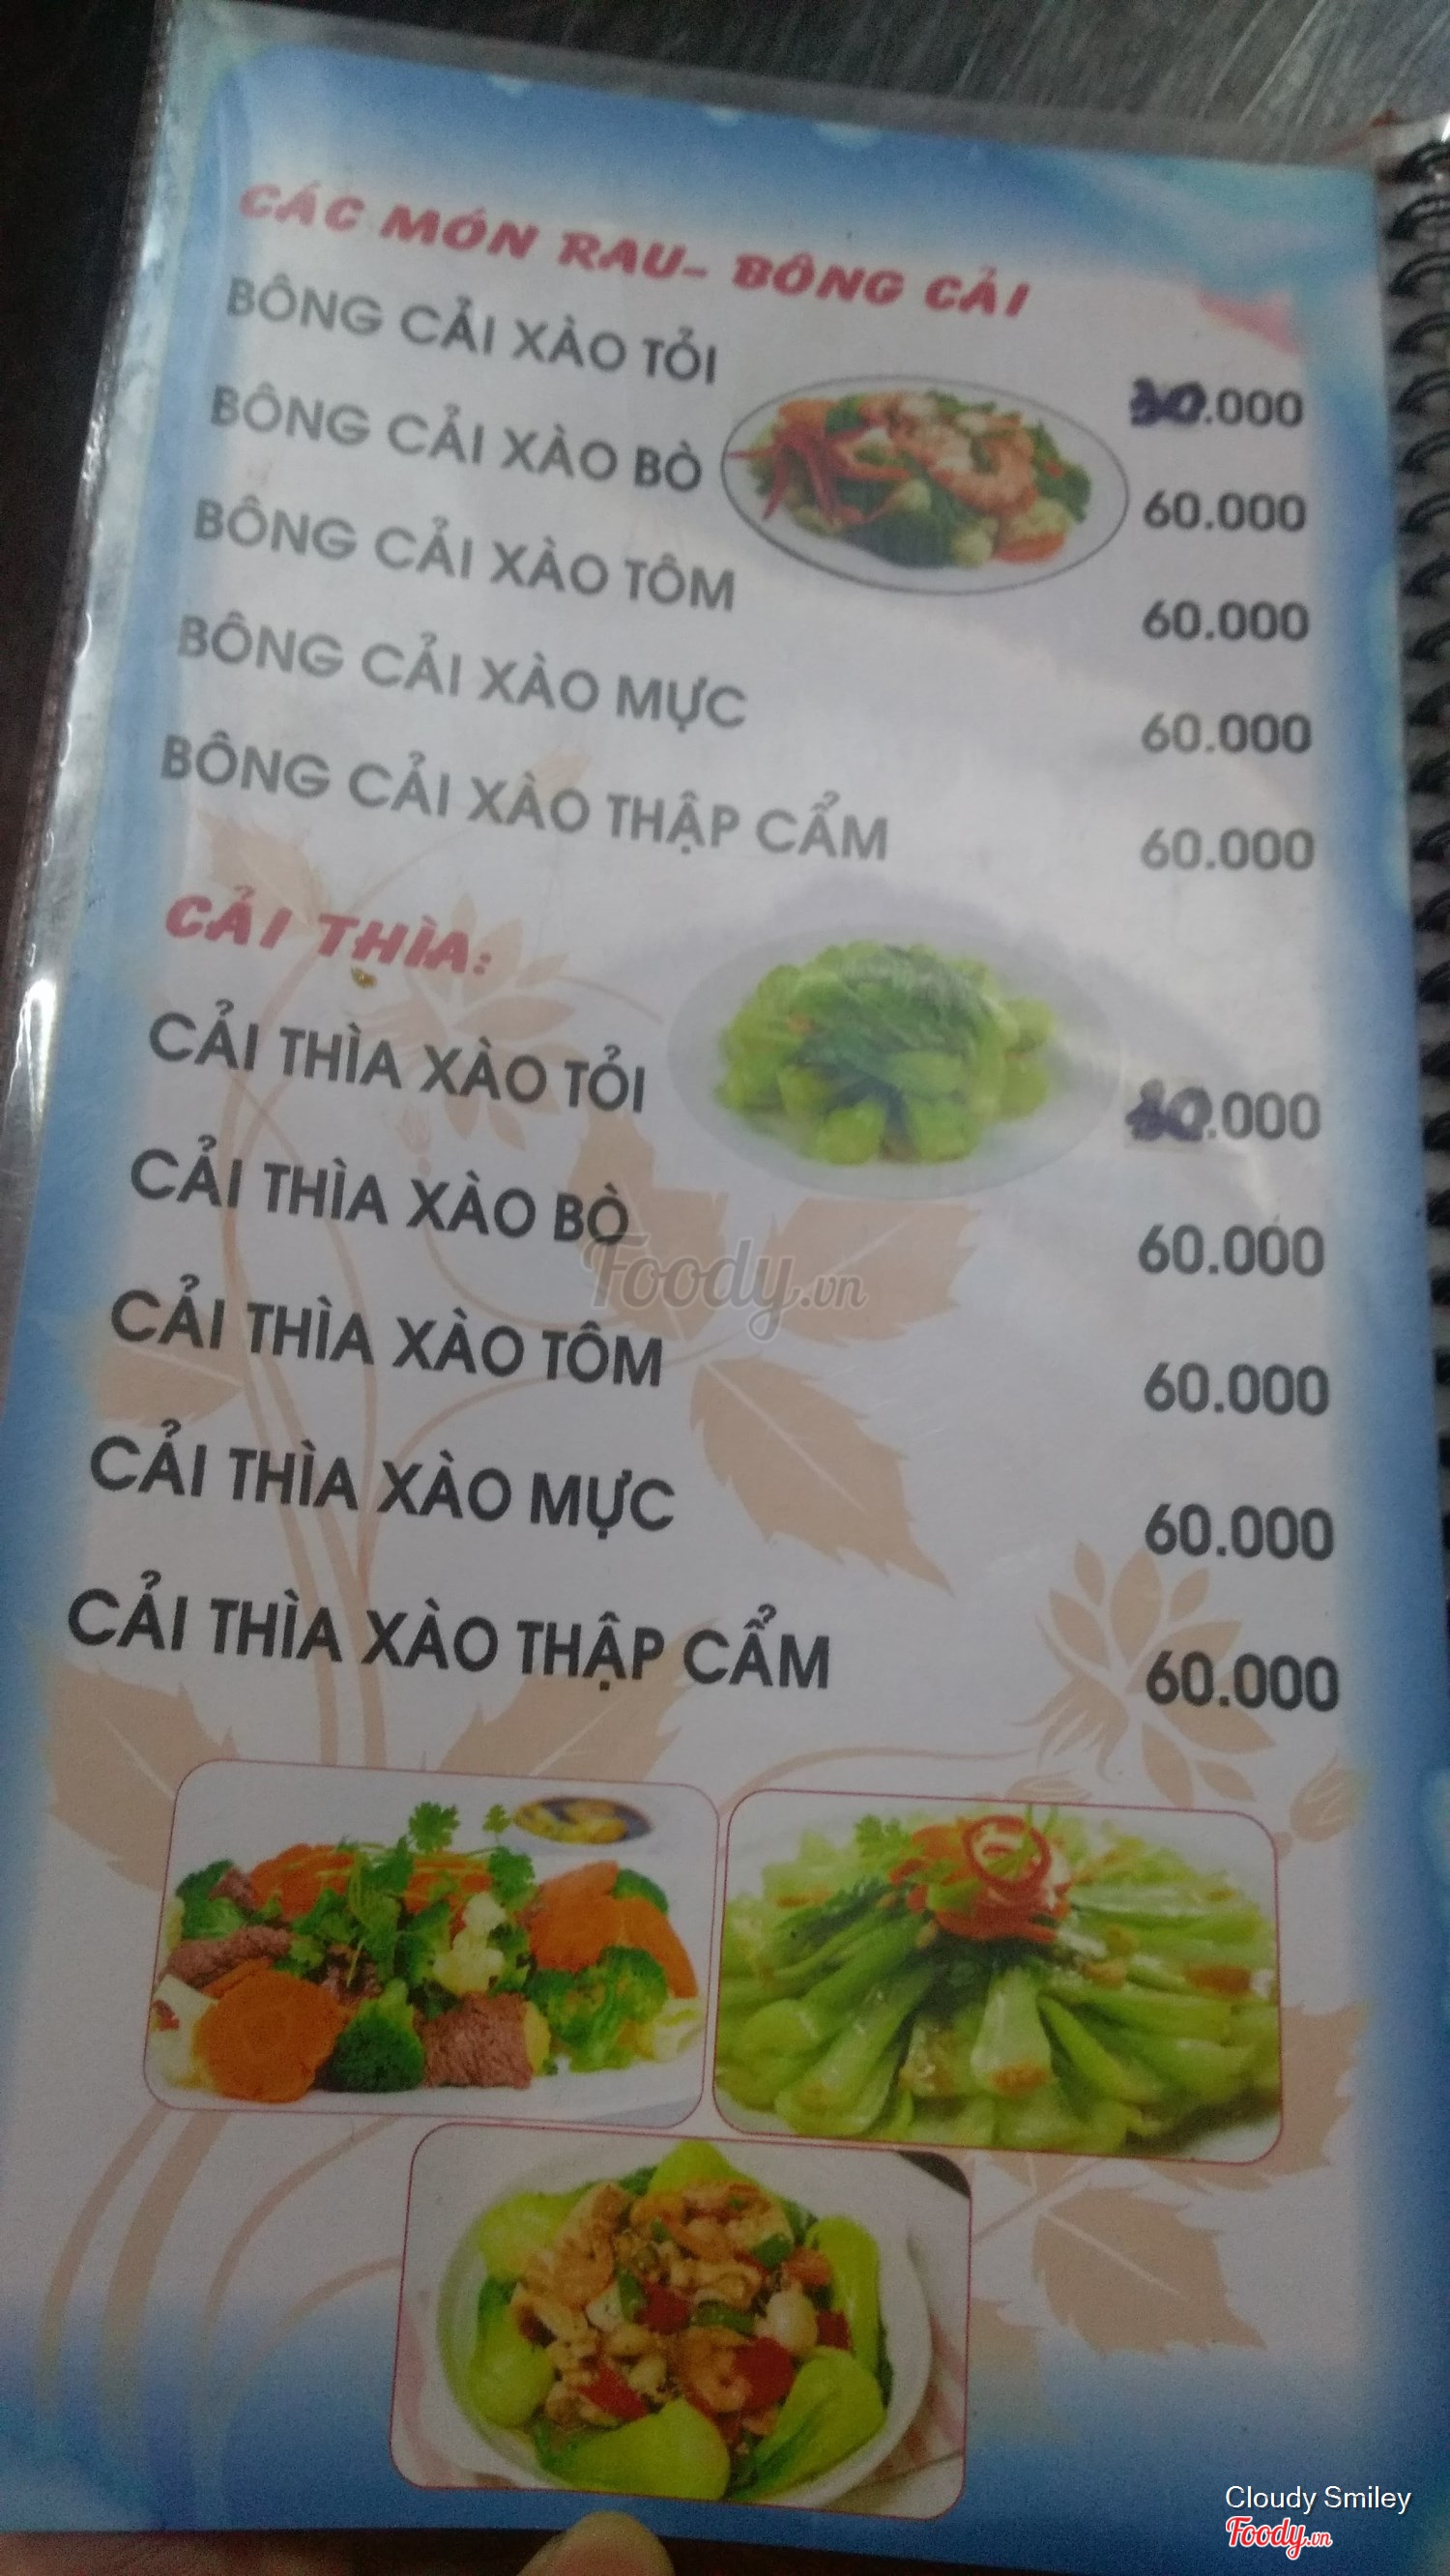 CÁC MÓN RAU- BÔNG CẢI
BÔNG CẢI XÀO TỎI 30.000
BÔNG CẢI XÀO BÒ 60.000
BÔNG CẢI XÀO TÔM 60.000
BÔNG CẢI XÀO MỰC 60.000
BÔNG CẢI XÀO THẬP CẨM 60.000
CẢI THÌA:
CẢI THÌA XÀO TỎI .000
CẢI THÌA XÀO BÒ 60.000
Foody.vn
CẢI THÌA XÀO TÔM 60.000
CẢI THÌA XÀO MỰC 60.000
CẢI THÌA XÀO THẬP CẨM 60.000
Cloudy Smiley
Foody.vn